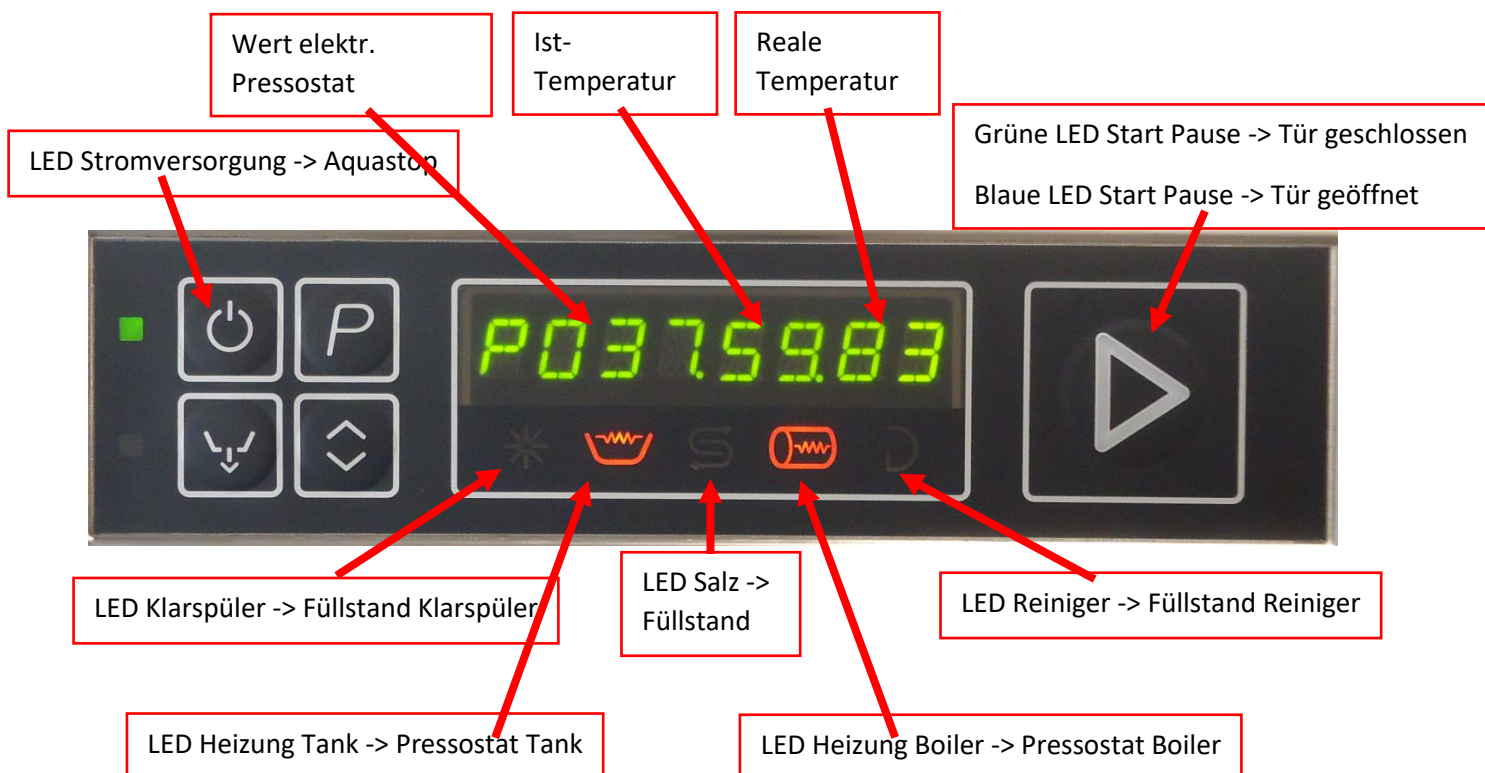 Wert elektr.
Pressostat
Ist-
Temperatur
Reale
Temperatur
Grüne LED Start Pause -> Tür geschlossen
Blaue LED Start Pause -> Tür geöffnet
LED Stromversorgung -> Aquastop
P
P037.59.83
LED Klarspüler -> Füllstand Klarspüler
LED Salz ->
Füllstand
LED Reiniger -> Füllstand Reiniger
LED Heizung Tank -> Pressostat Tank
LED Heizung Boiler -> Pressostat Boiler